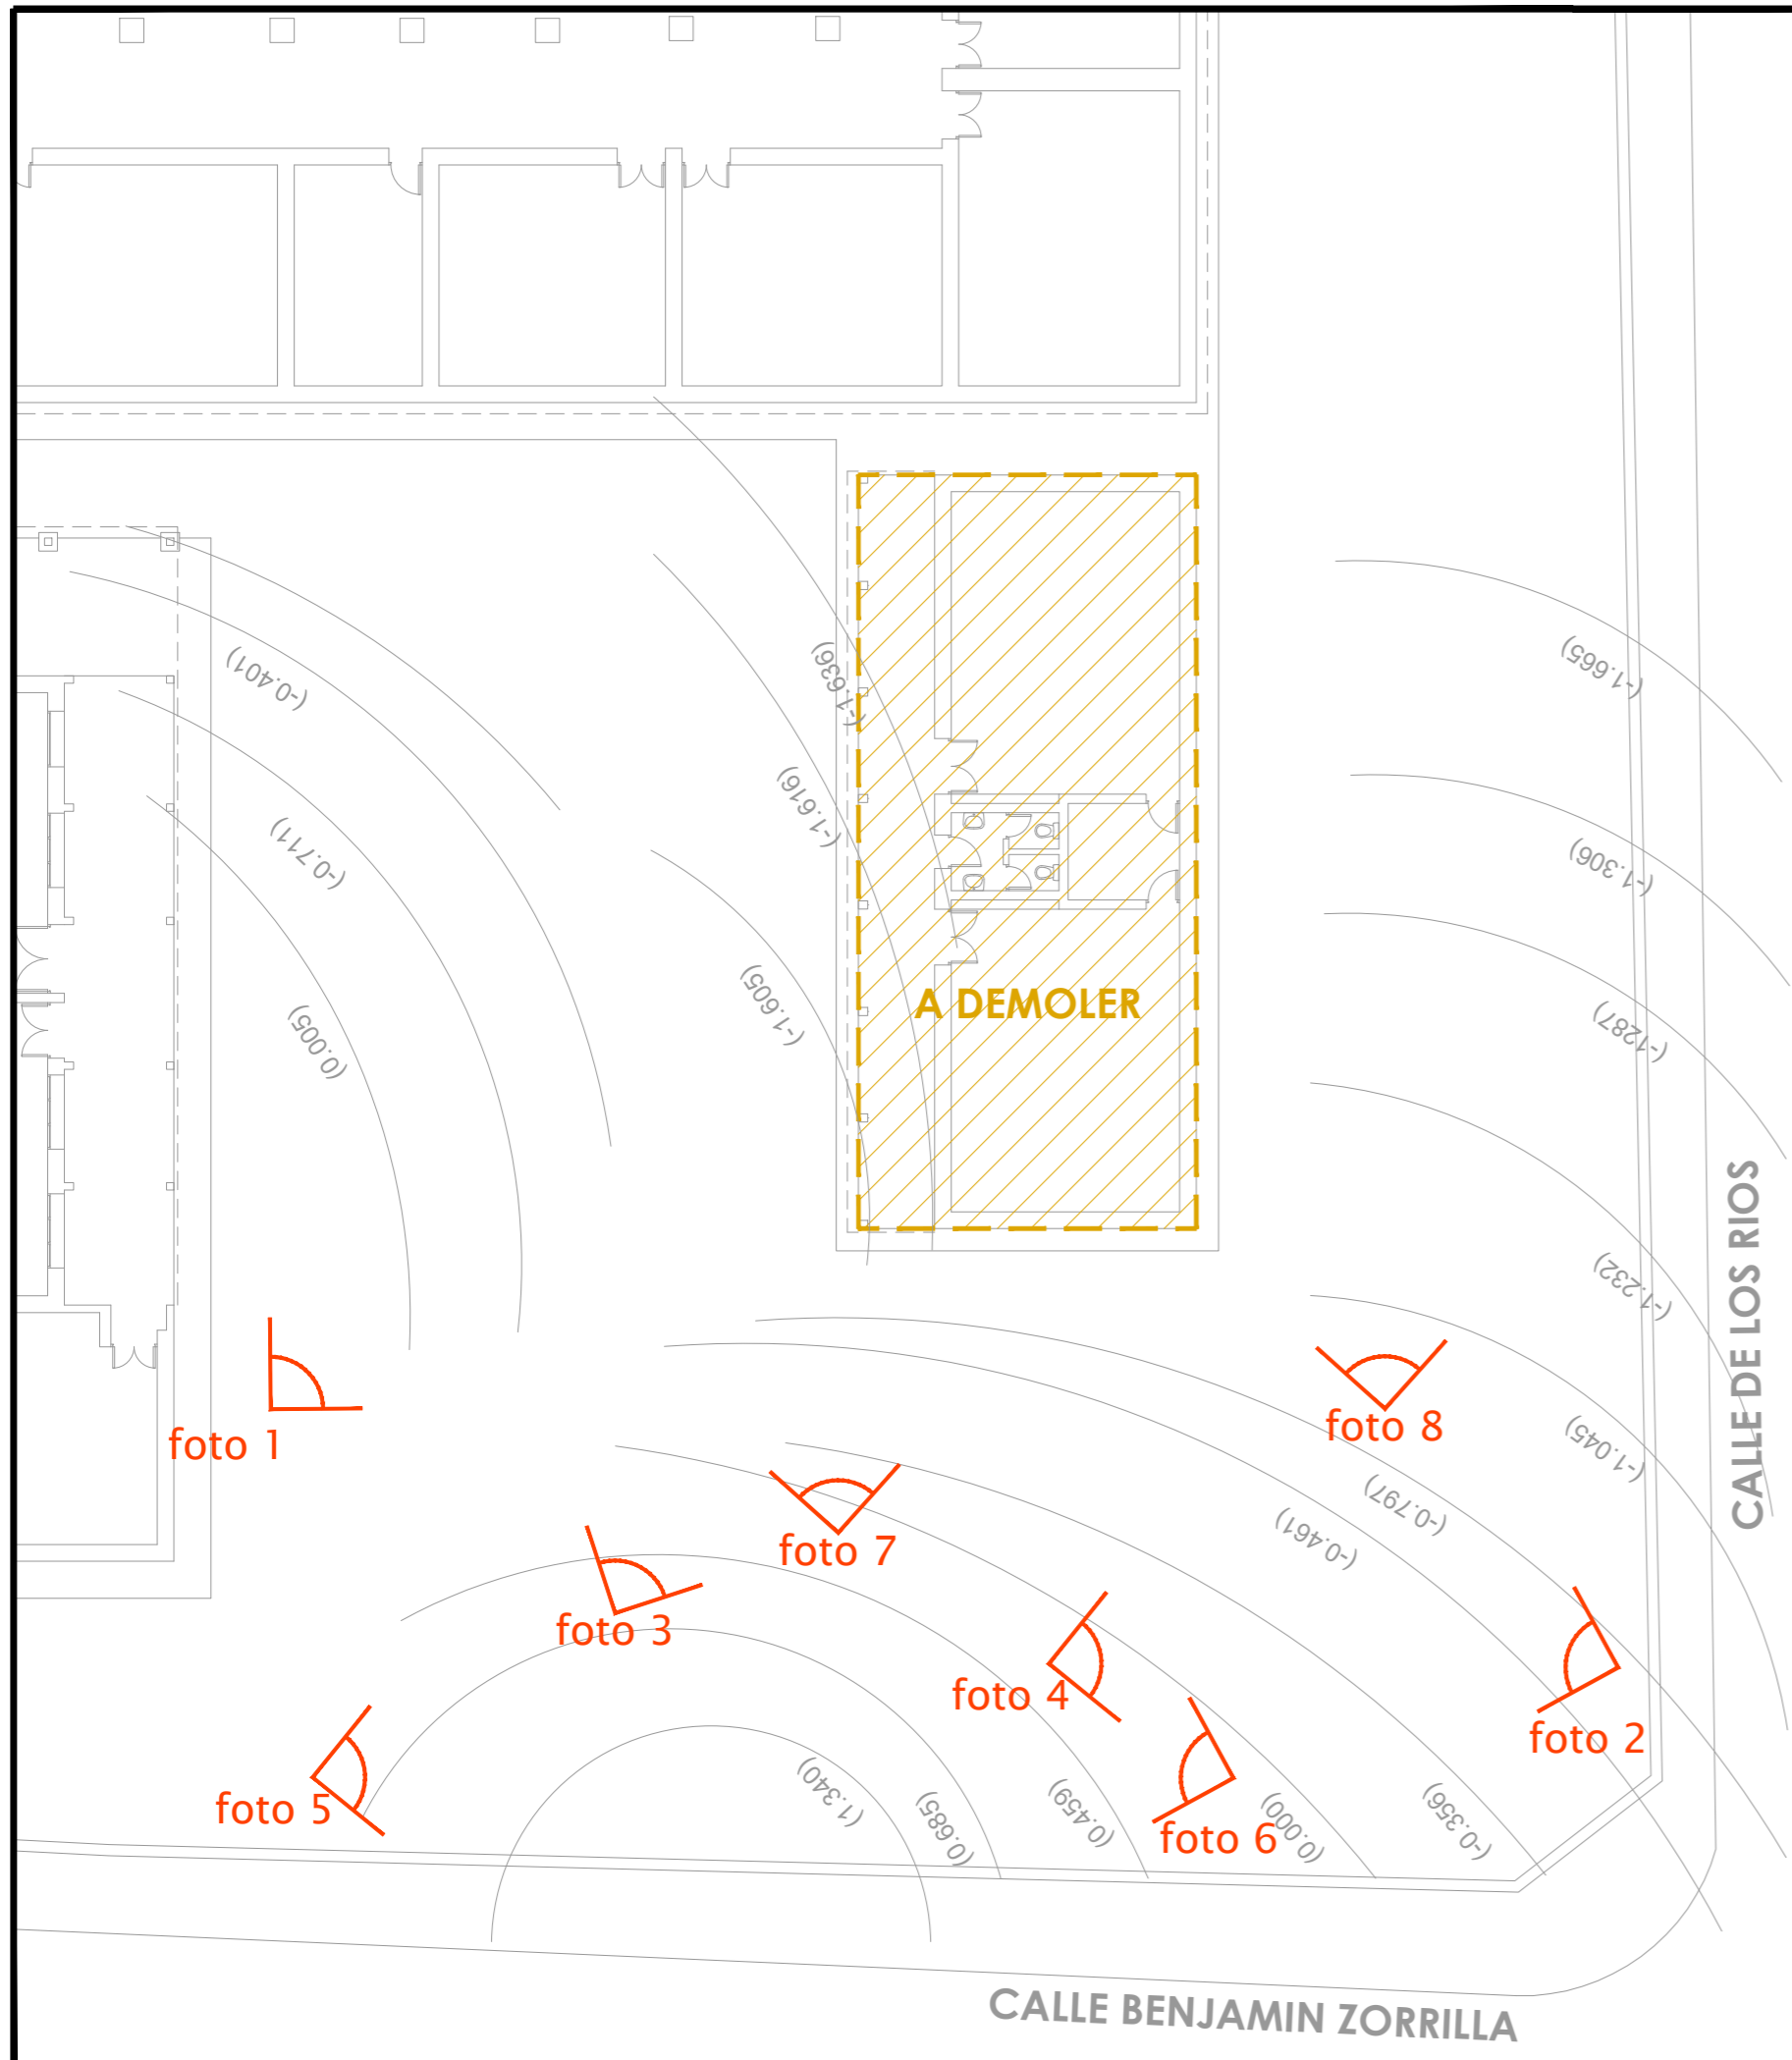 (-1.636)
(-0.401)
(-1.665)
(-1.616)
(-0.711)
(-1.306)
(-1.605)
A DEMOLER
(0.005)
(-1287)
(-1.232)
CALLE DE LOS RIOS
foto 1
foto 8
(-1.045)
(-0.797)
(-0.461)
foto 7
foto 3
foto 4
foto 2
foto 5
(1.340)
(0.685)
(0.459)
foto 6
(0.000)
(-0.356)
CALLE BENJAMIN ZORRILLA